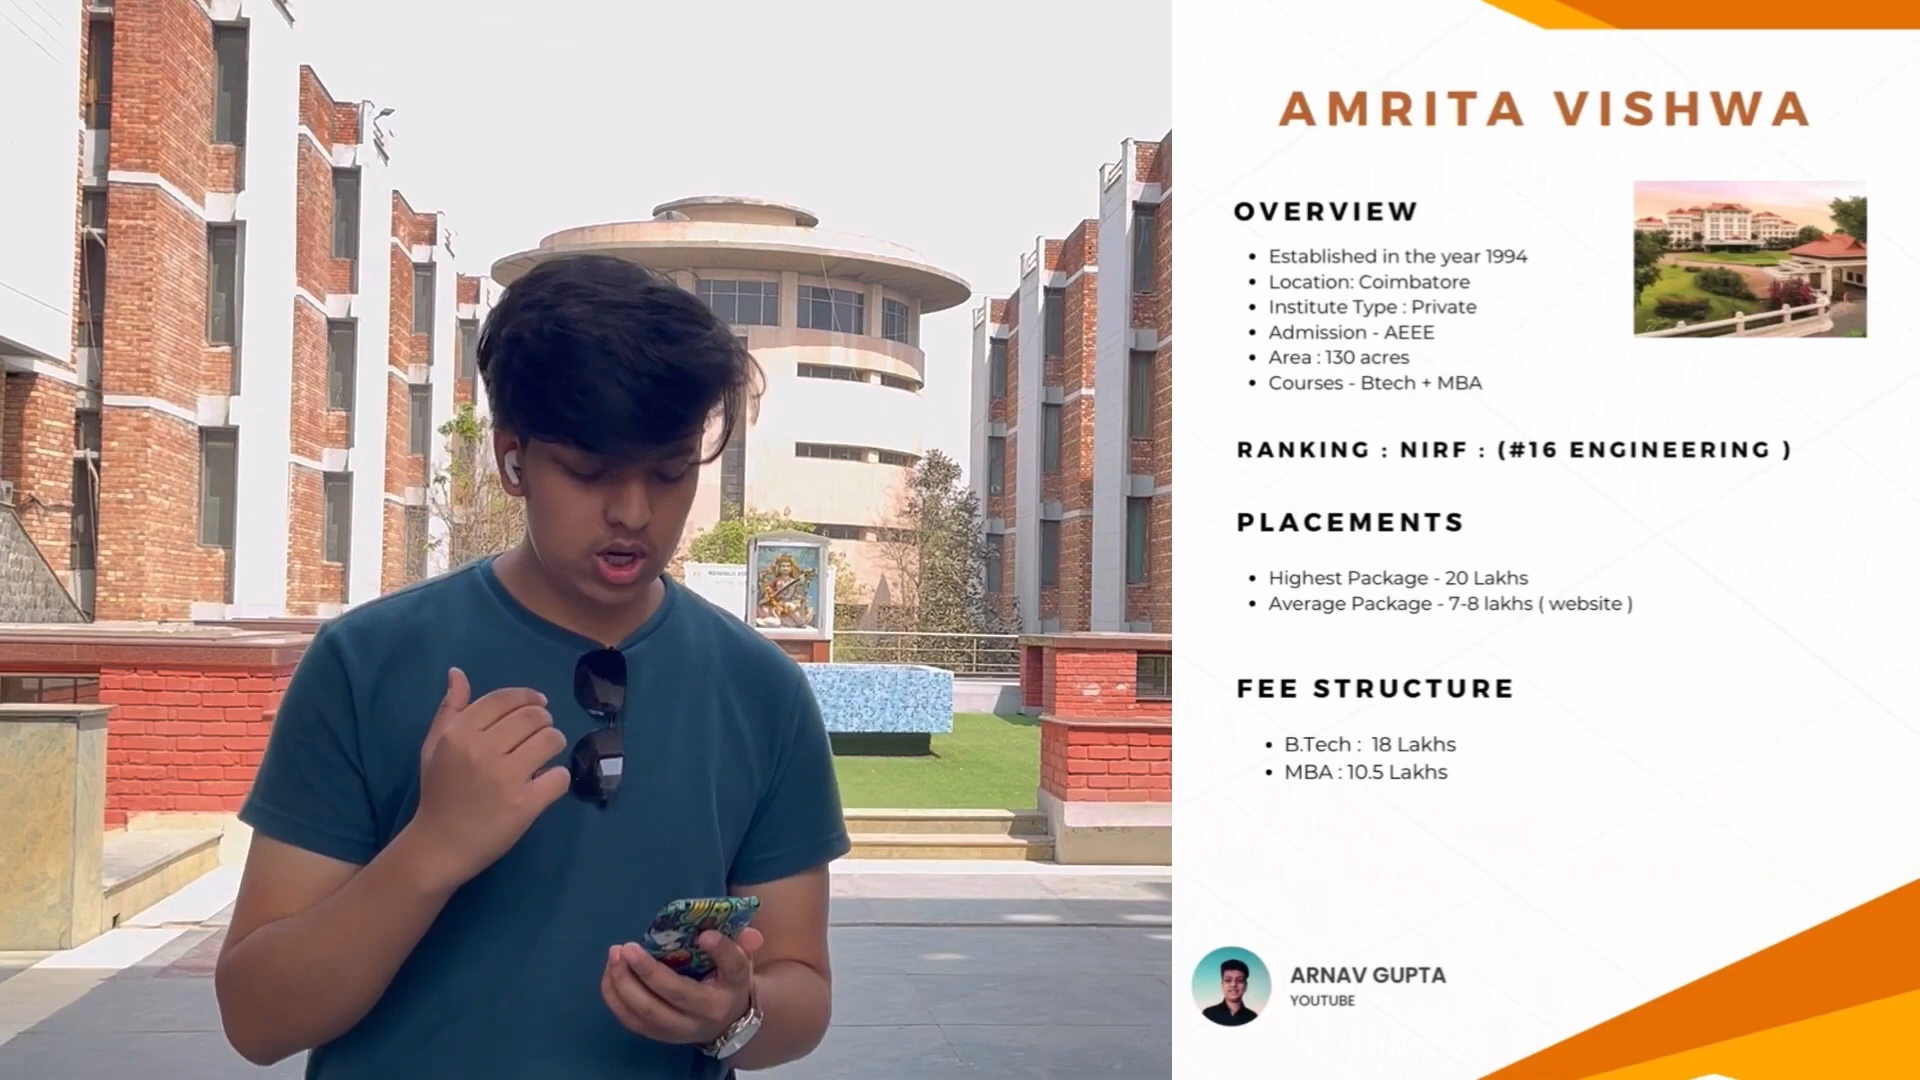 AMRITA VISHWA
OVERVIEW
• Established in the year 1994
• Location: Coimbatore
• Institute Type : Private
• Admission - AEEE
• Area : 130 acres
• Courses - Btech + MBA
RANKING : NIRF : (#16 ENGINEERING )
PLACEMENTS
• Highest Package - 20 Lakhs
• Average Package - 7-8 lakhs ( website )
FEE STRUCTURE
• B.Tech : 18 Lakhs
• MBA : 10.5 Lakhs
ARNAV GUPTA
YOUTUBE